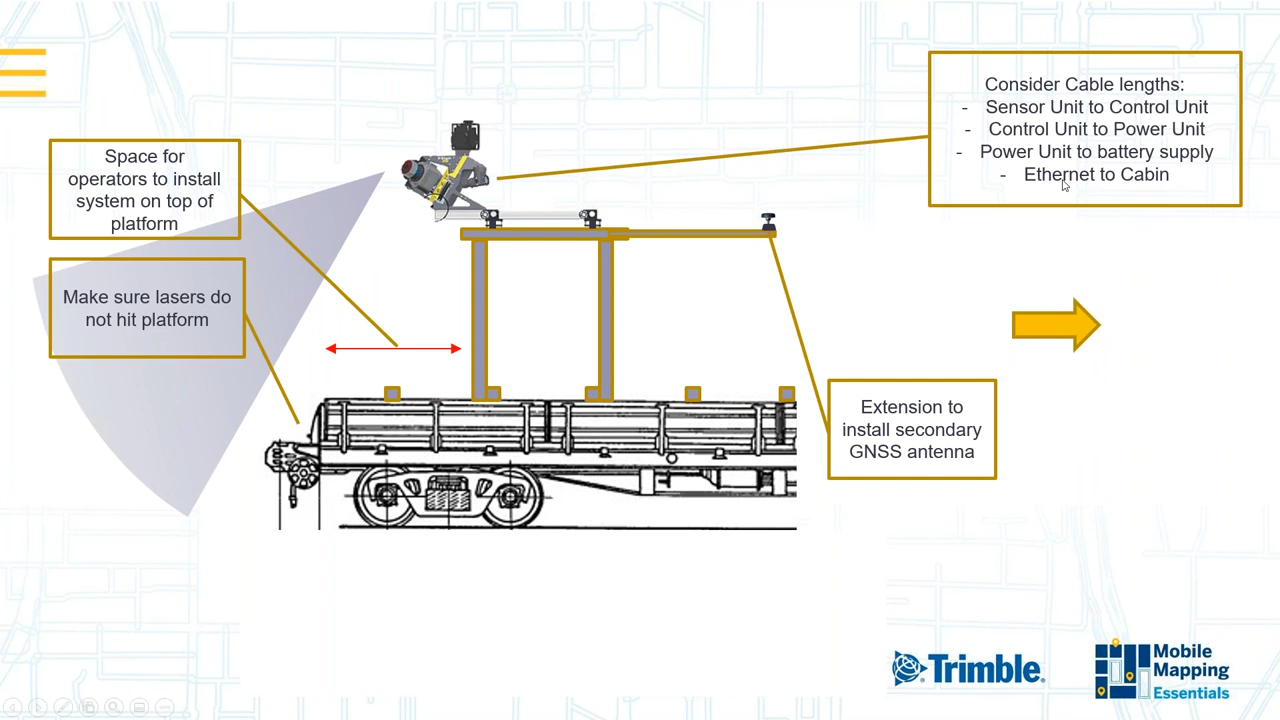 Consider Cable lengths:
- Sensor Unit to Control Unit
- Control Unit to Power Unit
- Power Unit to battery supply
- Ethernet to Cabin
Space for
operators to install
system on top of
platform
Make sure lasers do
not hit platform
Extension to
install secondary
GNSS antenna
Trimble
Mobile
Mapping
Essentials